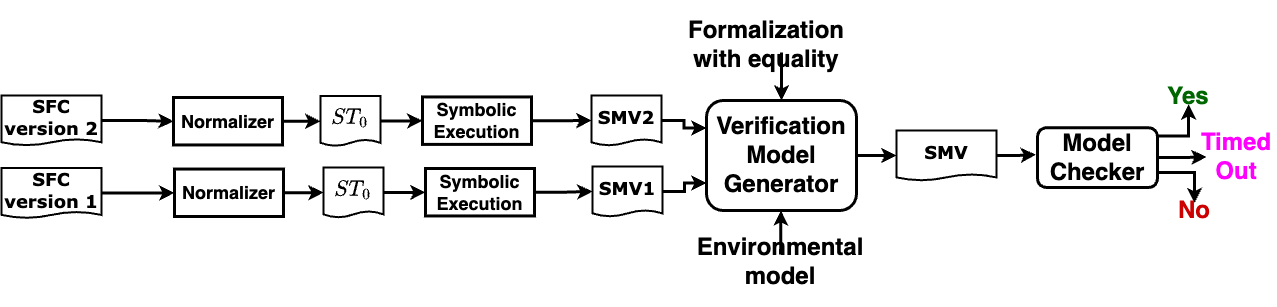 Formalization
with equality
SFC
version 2
Normalizer
ST₀
Symbolic
Execution
SMV2
SFC
version 1
Normalizer
ST₀
Symbolic
Execution
SMV1
Verification
Model
Generator
Environmental
model
SMV
Model
Checker
Yes
Timed
Out
No